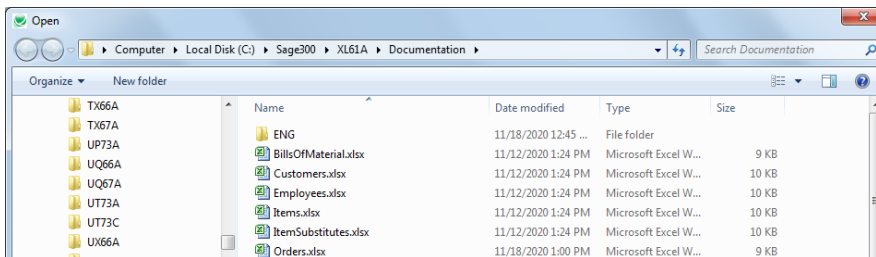 Open
Computer Local Disk (C:) Sage300 XL61A Documentation Search Documentation
Organize New folder
TX66A
TX67A
UP73A
UQ66A
UQ67A
UT73A
UT73C
UX66A
Name Date modified Type Size
ENG 11/18/2020 12:45 ... File folder
BillsOfMaterial.xlsx 11/12/2020 1:24 PM Microsoft Excel W... 9 KB
Customers.xlsx 11/12/2020 1:24 PM Microsoft Excel W... 10 KB
Employees.xlsx 11/12/2020 1:24 PM Microsoft Excel W... 10 KB
Items.xlsx 11/12/2020 1:24 PM Microsoft Excel W... 10 KB
ItemSubstitutes.xlsx 11/12/2020 1:24 PM Microsoft Excel W... 10 KB
Orders.xlsx 11/18/2020 1:00 PM Microsoft Excel W... 9 KB